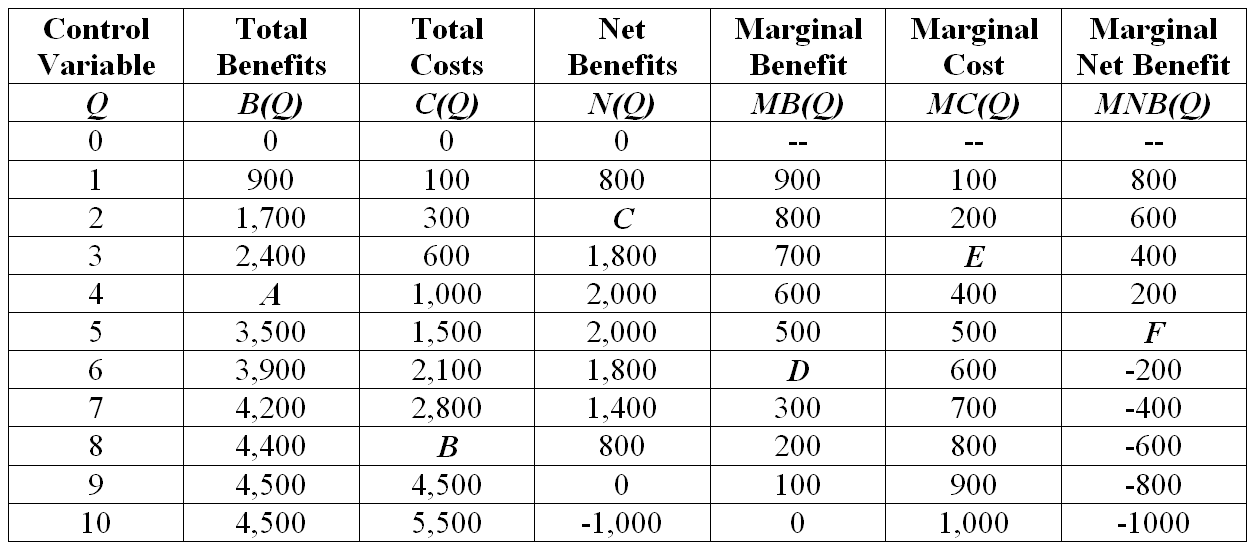 Control Variable Total Benefits Total Costs Net Benefits Marginal Benefit Marginal Cost Marginal Net Benefit
Q B(Q) C(Q) N(Q) MB(Q) MC(Q) MNB(Q)
0 0 0 0 -- -- --
1 900 100 800 900 100 800
2 1,700 300 C 800 200 600
3 2,400 600 1,800 700 E 400
4 A 1,000 2,000 600 400 200
5 3,500 1,500 2,000 500 500 F
6 3,900 2,100 1,800 D 600 -200
7 4,200 2,800 1,400 300 700 -400
8 4,400 B 800 200 800 -600
9 4,500 4,500 0 100 900 -800
10 4,500 5,500 -1,000 0 1,000 -1000